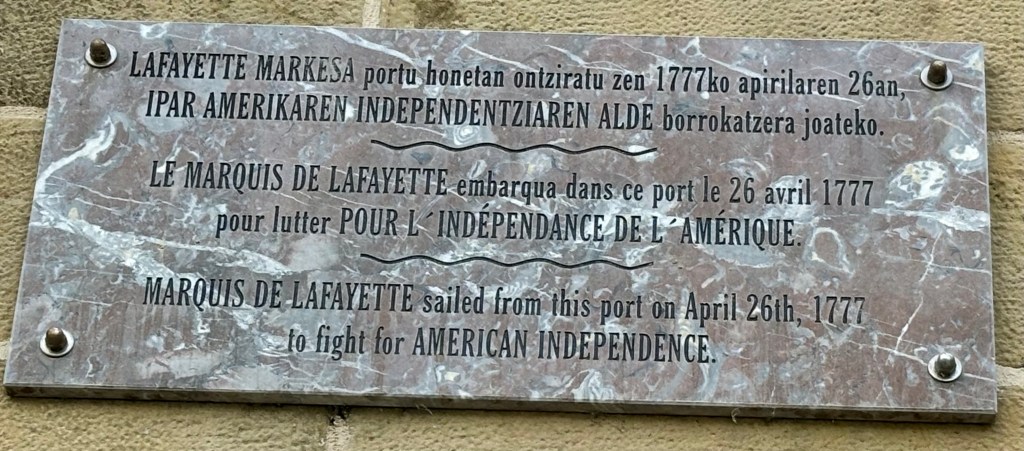 LAFAYETTE MARKESA portu honetan ontziratu zen 1777ko apirilaren 26an,
IPAR AMERIKAREN INDEPENDENTZIAREN ALDE borrokatzera joateko.
LE MARQUIS DE LAFAYETTE embarqua dans ce port le 26 avril 1777
pour lutter POUR L´INDÉPENDANCE DE L´AMÉRIQUE.
MARQUIS DE LAFAYETTE sailed from this port on April 26th, 1777
to fight for AMERICAN INDEPENDENCE.